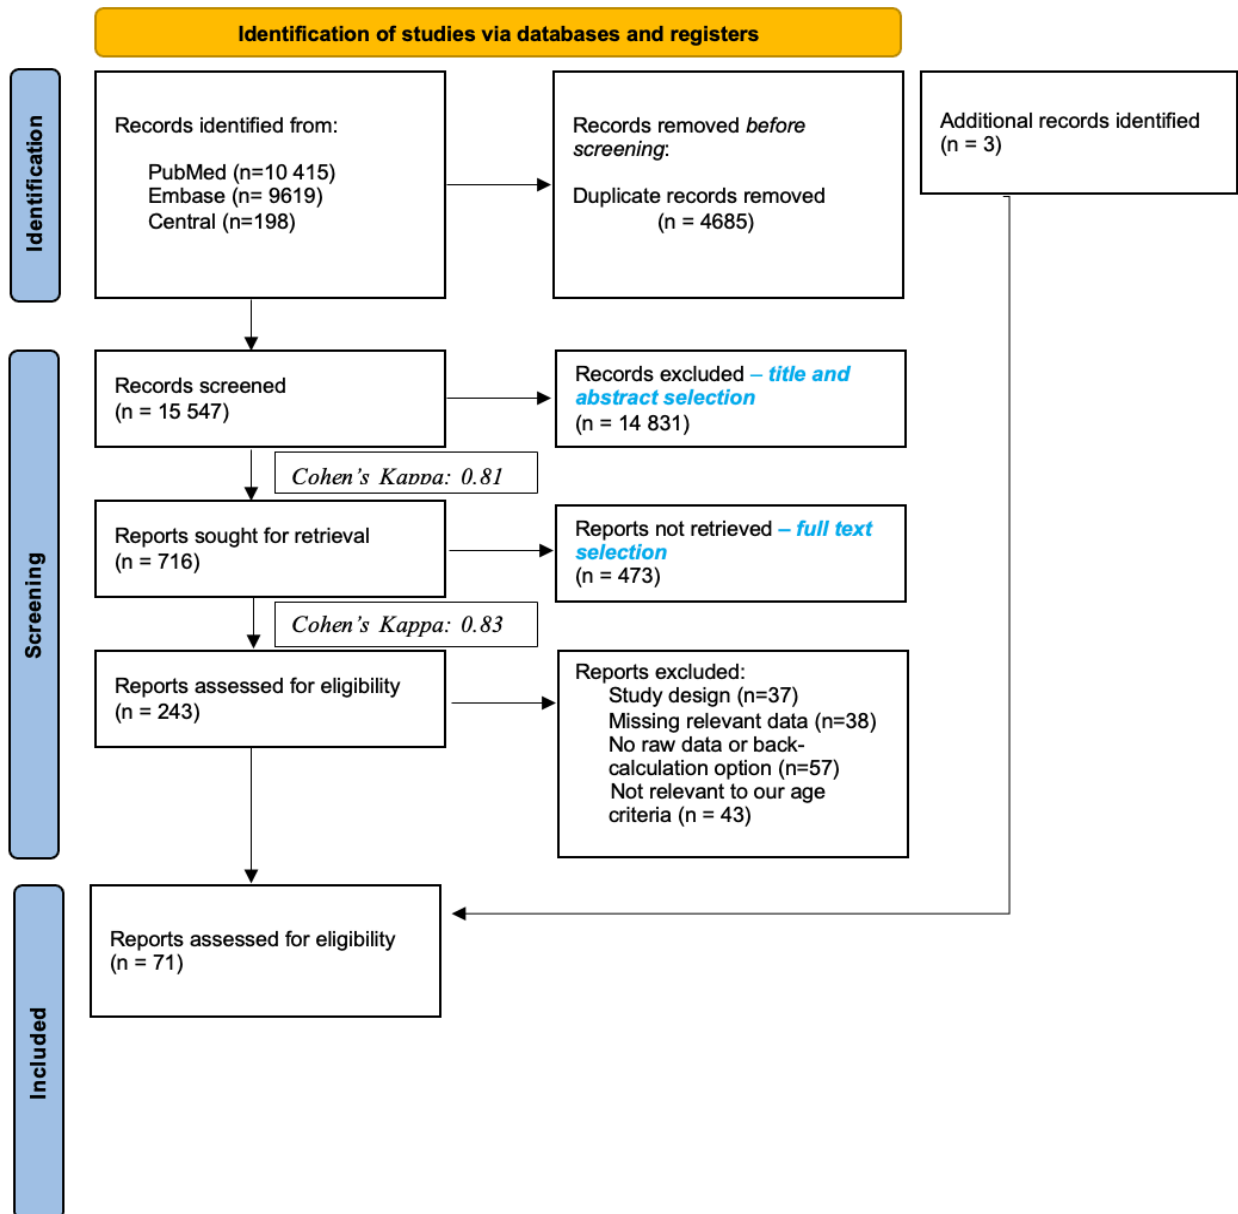 Identification of studies via databases and registers
Identification
Records identified from:
PubMed (n=10 415)
Embase (n= 9619)
Central (n=198)
Records removed before
screening:
Duplicate records removed
(n = 4685)
Additional records identified
(n = 3)
Screening
Records screened
(n = 15 547)
Records excluded – title and
abstract selection
(n = 14 831)
Cohen's Kappa: 0.81
Reports sought for retrieval
(n = 716)
Reports not retrieved – full text
selection
(n = 473)
Cohen's Kappa: 0.83
Reports assessed for eligibility
(n = 243)
Reports excluded:
Study design (n=37)
Missing relevant data (n=38)
No raw data or back-
calculation option (n=57)
Not relevant to our age
criteria (n = 43)
Included
Reports assessed for eligibility
(n = 71)